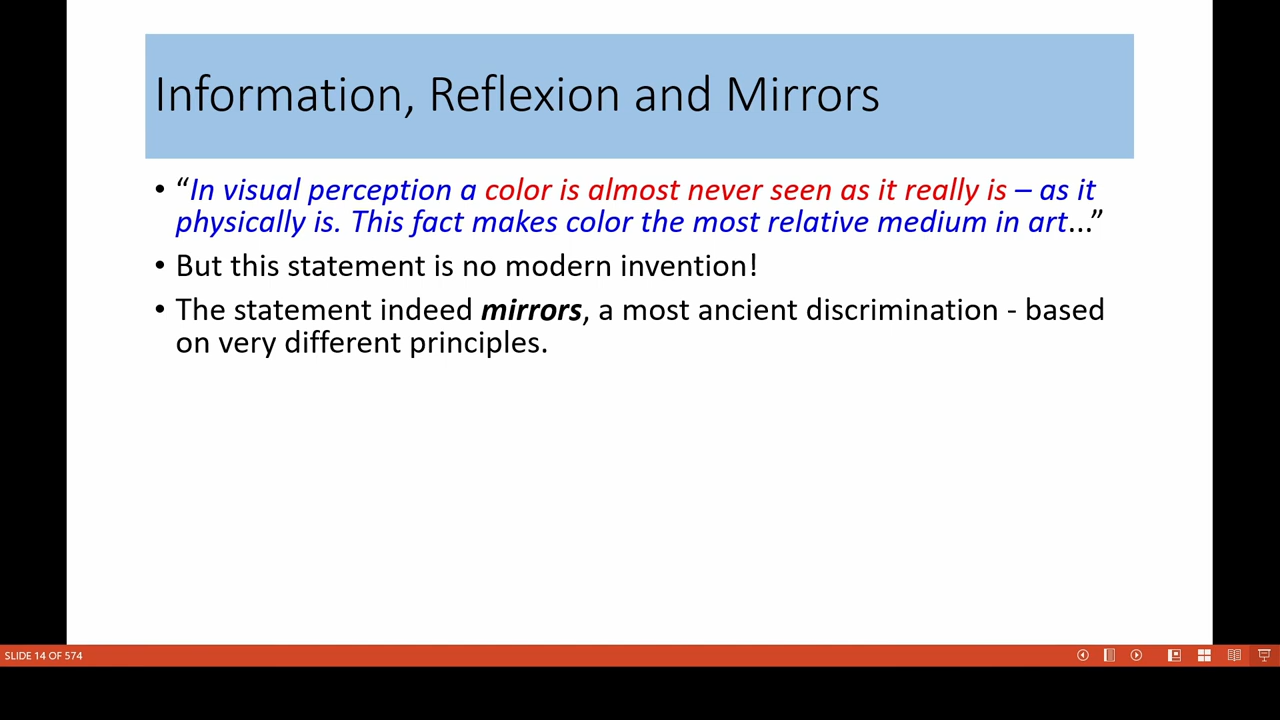 Information, Reflexion and Mirrors
• “In visual perception a color is almost never seen as it really is – as it
physically is. This fact makes color the most relative medium in art...”
• But this statement is no modern invention!
• The statement indeed mirrors, a most ancient discrimination - based
on very different principles.
SLIDE 14 OF 574